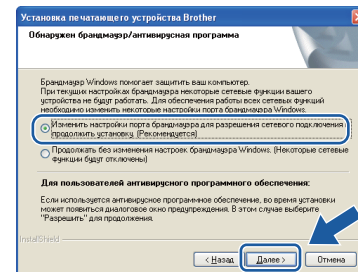 Установка печатающего устройства Brother
Обнаружен брандмауэр/антивирусная программа
Брандмауэр Windows помогает защитить ваш компьютер.
При текущих настройках брандмауэра некоторые сетевые функции вашего
устройства не будут работать. Для обеспечения работы всех сетевых функций
необходимо изменить некоторые настройки порта брандмауэра Windows.
Изменить настройки порта брандмауэра для разрешения сетевого подключения и
продолжить установку. (Рекомендуется)
Продолжать без изменения настроек брандмауэра Windows. (Некоторые сетевые
функции будут отключены)
Для пользователей антивирусного программного обеспечения:
Если используется антивирусное программное обеспечение, во время установки
может появиться диалоговое окно предупреждения. В этом случае выберите
"Разрешить" для продолжения.
InstallShield
< Назад
Далее >
Отмена